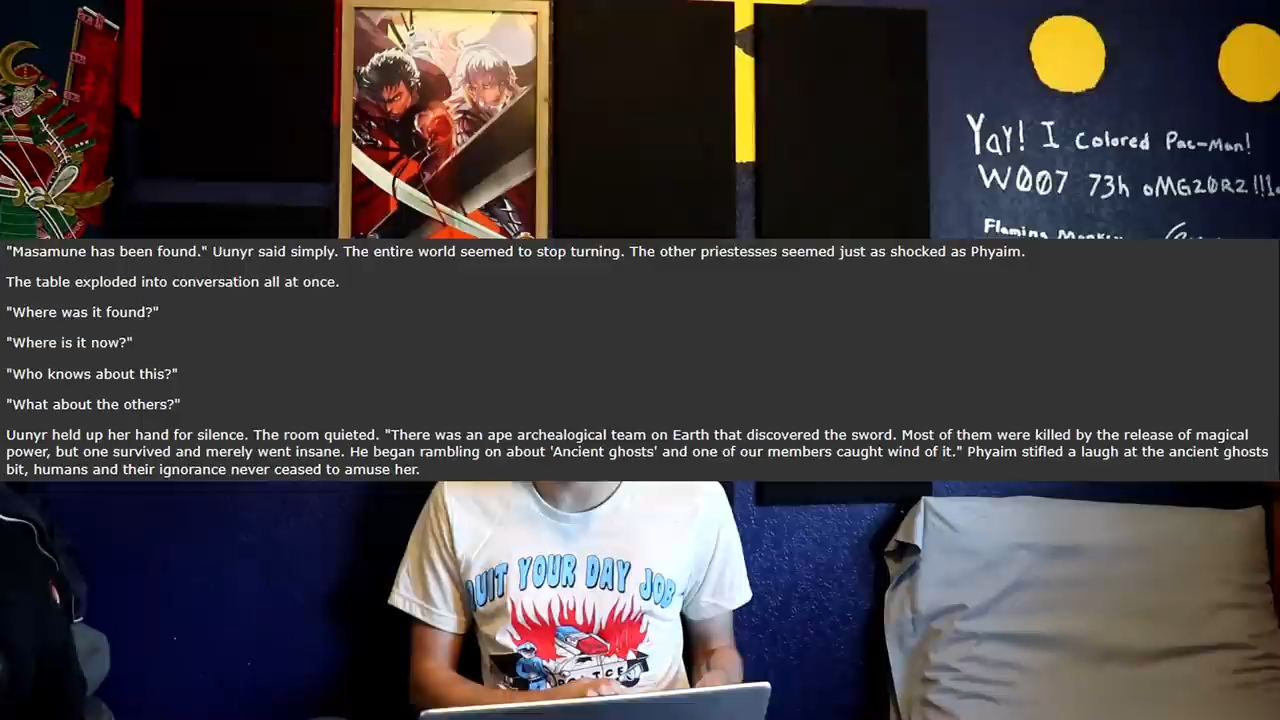 Yay! I Colored Pac-Man!
W007 73h oMGZ0RZ !!1
Flaming Monkey
"Masamune has been found." Uunyr said simply. The entire world seemed to stop turning. The other priestesses seemed just as shocked as Phyaim.
The table exploded into conversation all at once.
"Where was it found?"
"Where is it now?"
"Who knows about this?"
"What about the others?"
Uunyr held up her hand for silence. The room quieted. "There was an ape archealogical team on Earth that discovered the sword. Most of them were killed by the release of magical
power, but one survived and merely went insane. He began rambling on about 'Ancient ghosts' and one of our members caught wind of it." Phyaim stifled a laugh at the ancient ghosts
bit, humans and their ignorance never ceased to amuse her.
QUIT YOUR DAY JOB
POLICE